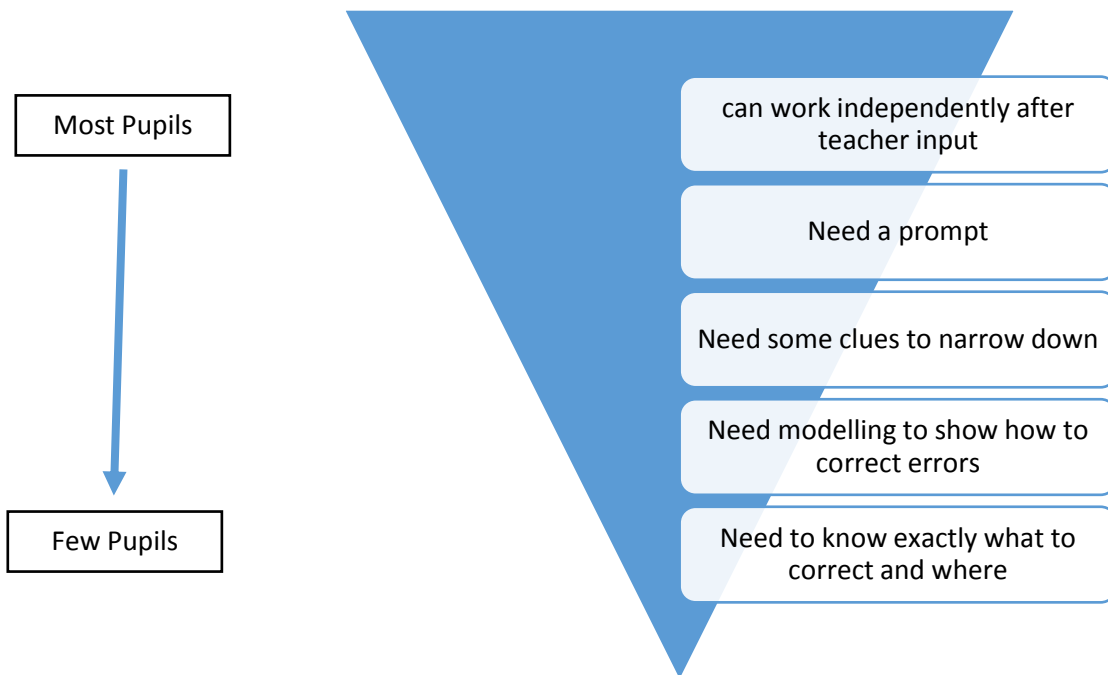 Most Pupils
can work independently after
teacher input
Need a prompt
Need some clues to narrow down
Need modelling to show how to
correct errors
Few Pupils
Need to know exactly what to
correct and where